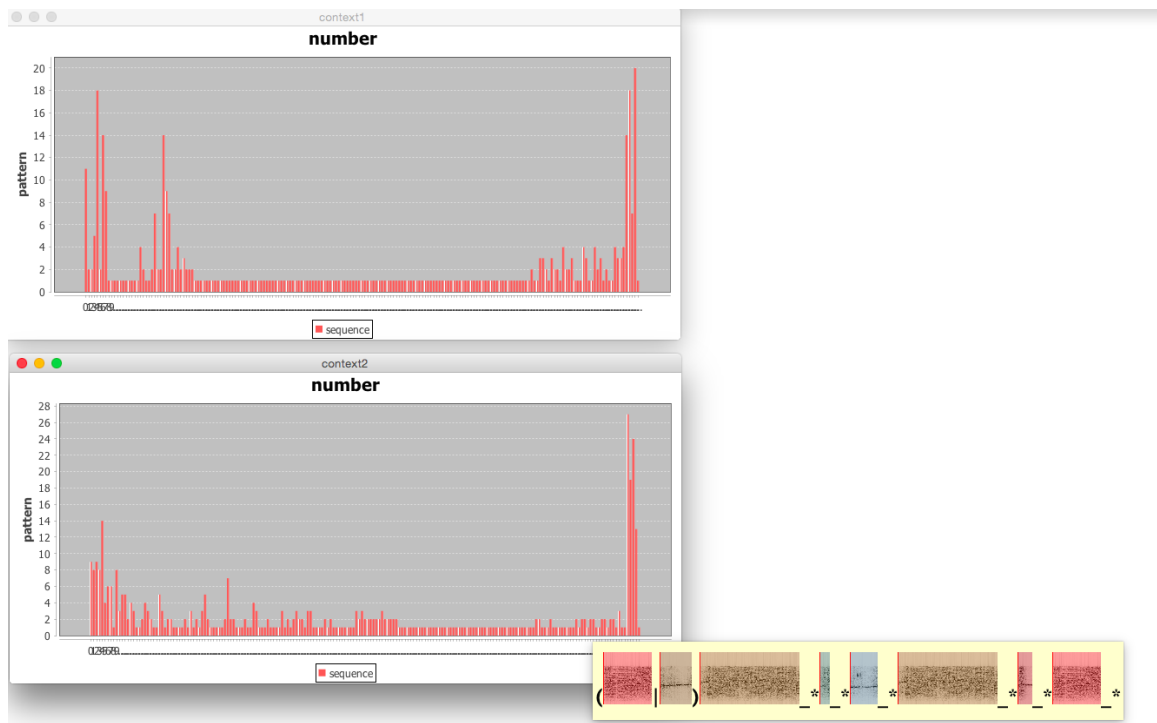 context1
number
20
18
16
14
12
10
8
6
4
2
0
pattern
sequence
context2
number
28
26
24
22
20
18
16
14
12
10
8
6
4
2
0
pattern
sequence
( | ) _* _* _* _* _* _*